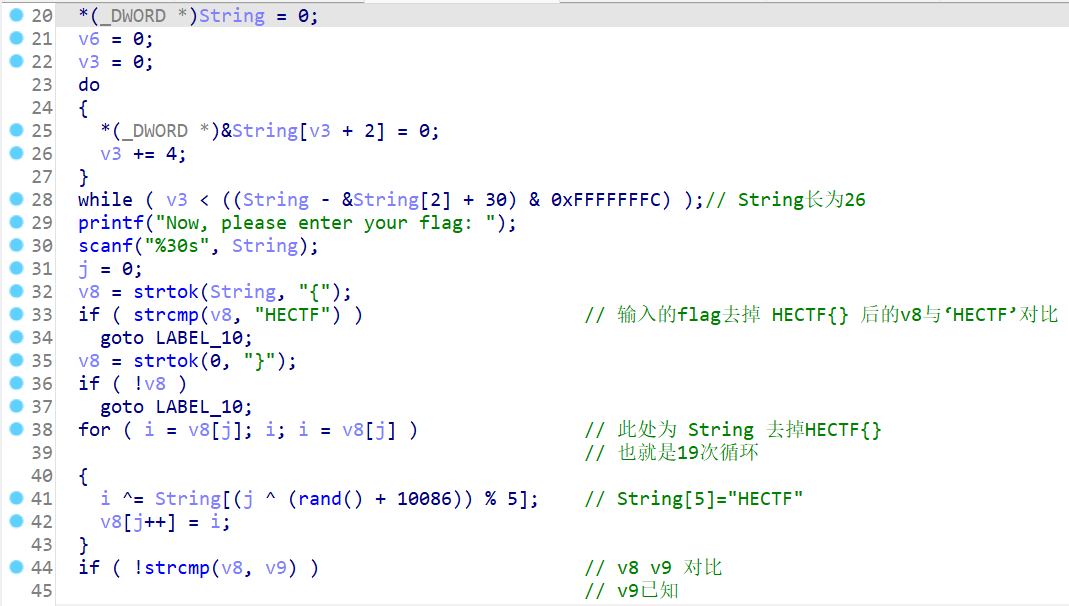 20 *(_DWORD *)String = 0;
21 v6 = 0;
22 v3 = 0;
23 do
24 {
25 *(_DWORD *)&String[v3 + 2] = 0;
26 v3 += 4;
27 }
28 while ( v3 < ((String - &String[2] + 30) & 0xFFFFFFFC) );// String长为26
29 printf("Now, please enter your flag: ");
30 scanf("%30s", String);
31 j = 0;
32 v8 = strtok(String, "{");
33 if ( strcmp(v8, "HECTF") ) // 输入的flag去掉 HECTF{} 后的v8与‘HECTF’对比
34 goto LABEL_10;
35 v8 = strtok(0, "}");
36 if ( !v8 )
37 goto LABEL_10;
38 for ( i = v8[j]; i; i = v8[j] ) // 此处为 String 去掉HECTF{}
39 // 也就是19次循环
40 {
41 i ^= String[(j ^ (rand() + 10086)) % 5]; // String[5]="HECTF"
42 v8[j++] = i;
43 }
44 if ( !strcmp(v8, v9) ) // v8 v9 对比
45 // v9已知